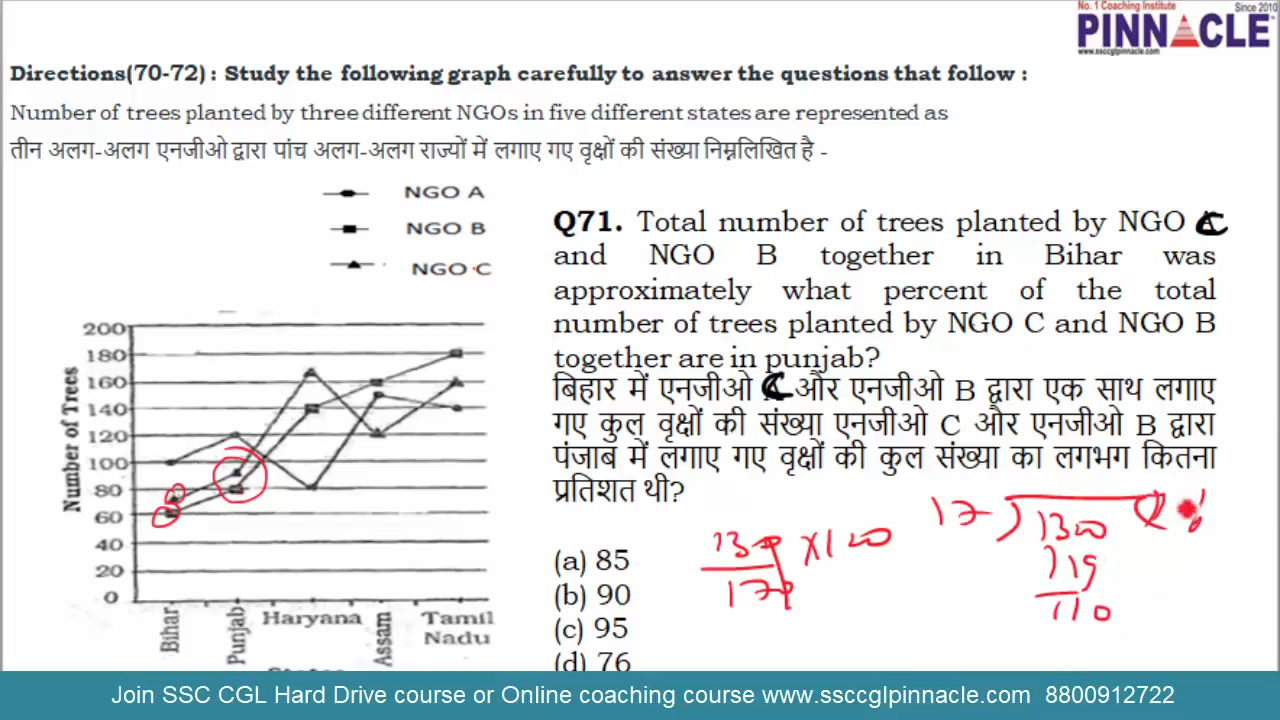 No. 1 Coaching Institute
Since 2010
PINNACLE
www.ssccglpinnacle.com
Directions(70-72) : Study the following graph carefully to answer the questions that follow :
Number of trees planted by three different NGOs in five different states are represented as
तीन अलग-अलग एनजीओ द्वारा पांच अलग-अलग राज्यों में लगाए गए वृक्षों की संख्या निम्नलिखित है -
NGO A
NGO B
NGO C
200
180
160
140
120
100
80
60
40
20
0
Number of Trees
Bihar
Punjab
Haryana
Assam
Tamil
Nadu
Q71. Total number of trees planted by NGO C
and NGO B together in Bihar was
approximately what percent of the total
number of trees planted by NGO C and NGO B
together are in punjab?
बिहार में एनजीओ C और एनजीओ B द्वारा एक साथ लगाए
गए कुल वृक्षों की संख्या एनजीओ C और एनजीओ B द्वारा
पंजाब में लगाए गए वृक्षों की कुल संख्या का लगभग कितना
प्रतिशत थी?
(a) 85
(b) 90
(c) 95
(d) 76
130 x 100
170
17 ) 1300 (
119
110
Join SSC CGL Hard Drive course or Online coaching course www.ssccglpinnacle.com 8800912722